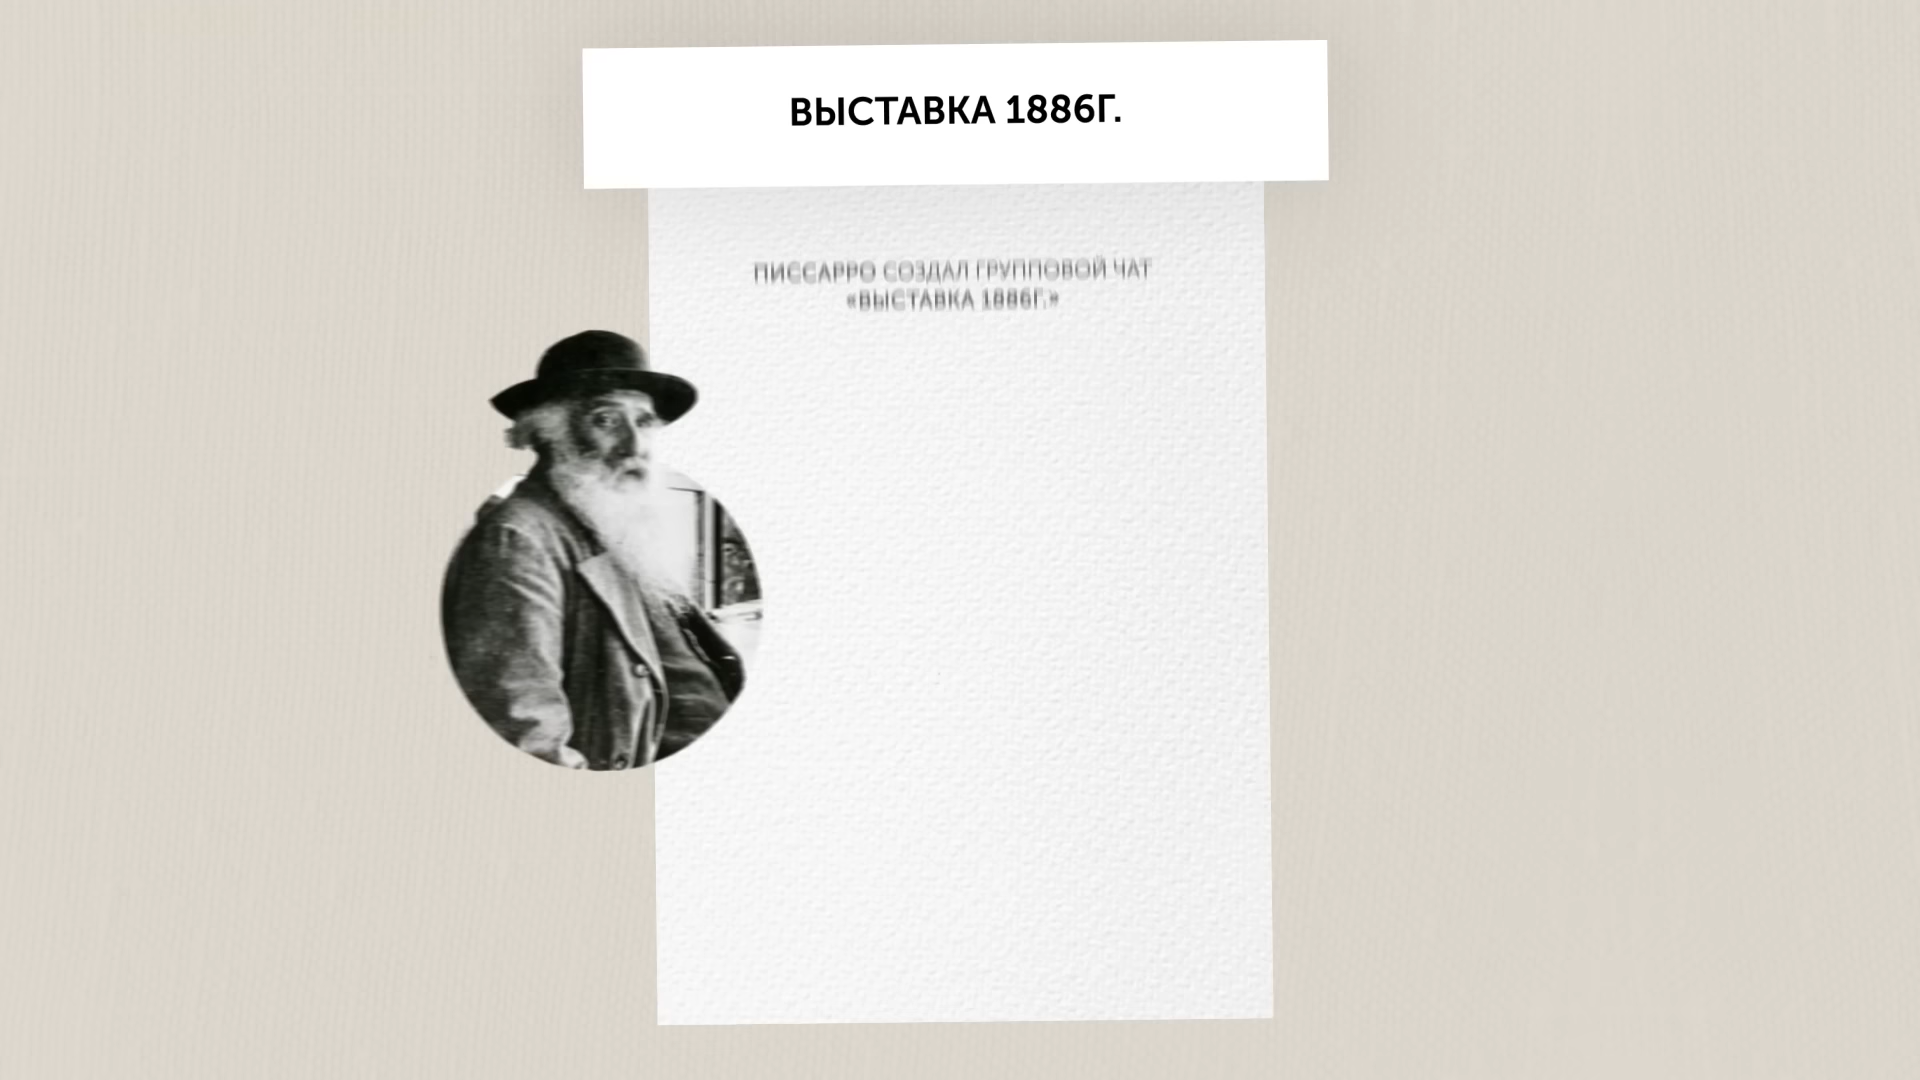 ВЫСТАВКА 1886Г.
ПИССАРРО СОЗДАЛ ГРУППОВОЙ ЧАТ
«ВЫСТАВКА 1886Г.»